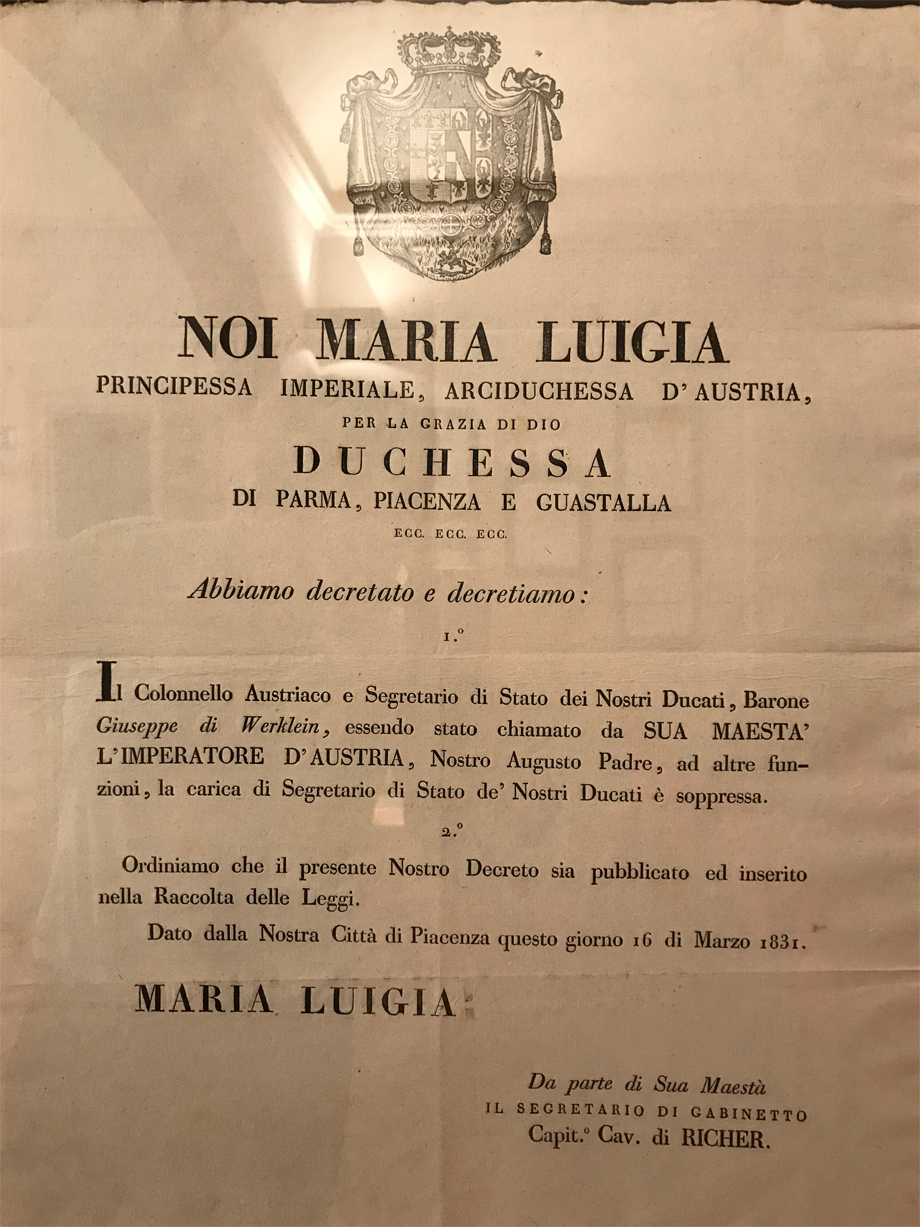 NOI MARIA LUIGIA
PRINCIPESSA IMPERIALE, ARCIDUCHESSA D'AUSTRIA,
PER LA GRAZIA DI DIO
DUCHESSA
DI PARMA, PIACENZA E GUASTALLA
ECC. ECC. ECC.
Abbiamo decretato e decretiamo:
1.º
Il Colonnello Austriaco e Segretario di Stato dei Nostri Ducati, Barone
Giuseppe di Werklein, essendo stato chiamato da SUA MAESTA'
L'IMPERATORE D'AUSTRIA, Nostro Augusto Padre, ad altre fun-
zioni, la carica di Segretario di Stato de' Nostri Ducati è soppressa.
2.º
Ordiniamo che il presente Nostro Decreto sia pubblicato ed inserito
nella Raccolta delle Leggi.
Dato dalla Nostra Città di Piacenza questo giorno 16 di Marzo 1831.
MARIA LUIGIA.
Da parte di Sua Maestà
IL SEGRETARIO DI GABINETTO
Capit.º Cav. di RICHER.